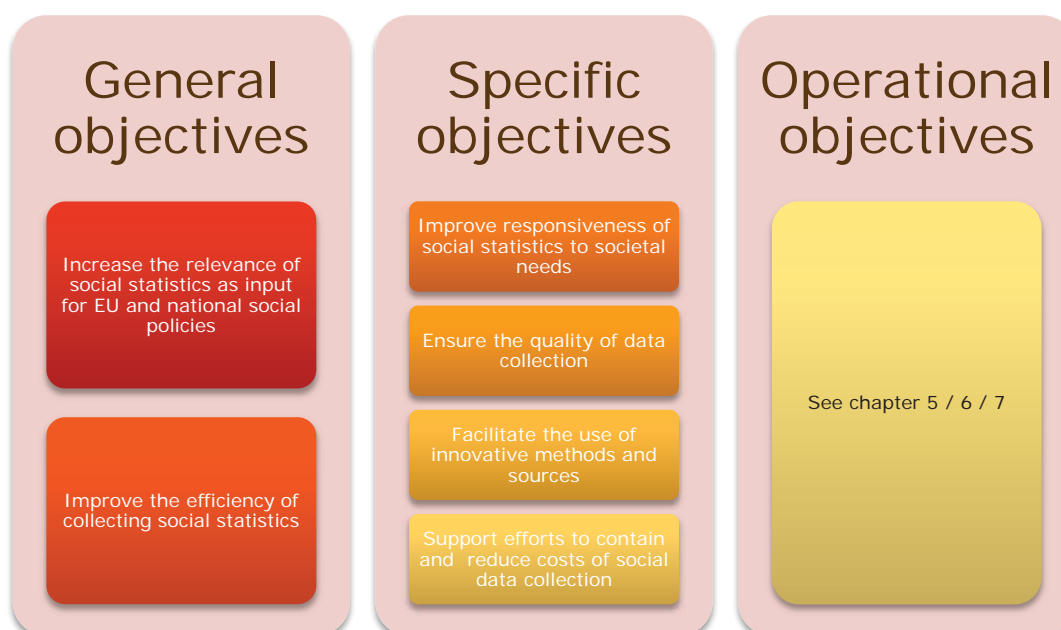 General
objectives
Increase the relevance of
social statistics as input
for EU and national social
policies
Improve the efficiency of
collecting social statistics
Specific
objectives
Improve responsiveness of
social statistics to societal
needs
Ensure the quality of data
collection
Facilitate the use of
innovative methods and
sources
Support efforts to contain
and reduce costs of social
data collection
Operational
objectives
See chapter 5 / 6 / 7